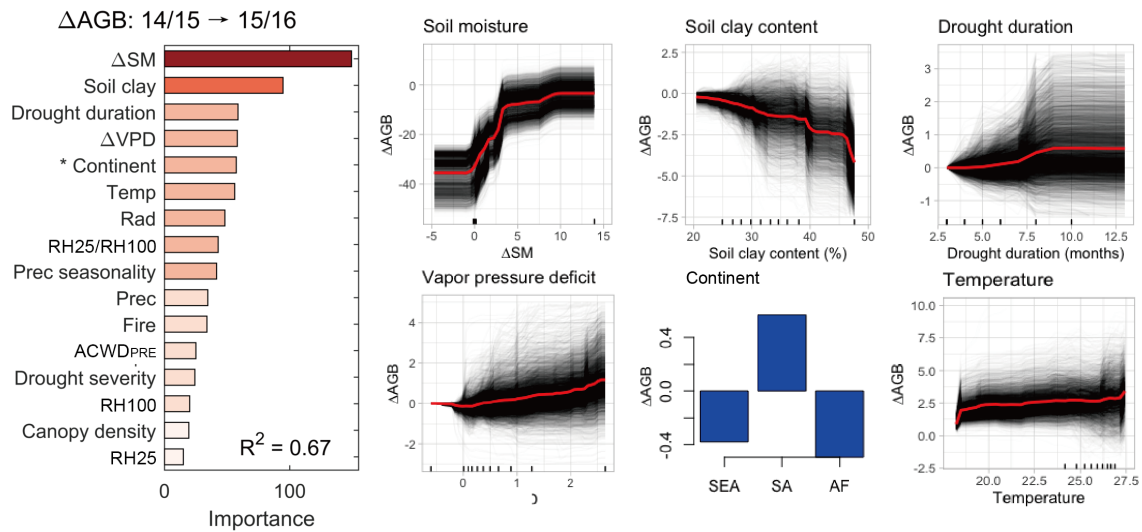 ΔAGB: 14/15 → 15/16
ΔSM
Soil clay
Drought duration
ΔVPD
* Continent
Temp
Rad
RH25/RH100
Prec seasonality
Prec
Fire
ACWDPRE
Drought severity
RH100
Canopy density
RH25
R² = 0.67
0 100
Importance
Soil moisture
ΔAGB
0
-20
-40
-5 0 5 10 15
ΔSM
Soil clay content
ΔAGB
2.5
0.0
-2.5
-5.0
-7.5
20 30 40 50
Soil clay content (%)
Drought duration
ΔAGB
3
2
1
0
-1
2.5 5.0 7.5 10.0 12.5
Drought duration (months)
Vapor pressure deficit
ΔAGB
4
2
0
-2
0 1 2
Continent
ΔAGB
0.4
0.0
-0.4
SEA SA AF
Temperature
ΔAGB
10.0
7.5
5.0
2.5
0.0
-2.5
20.0 22.5 25.0 27.5
Temperature